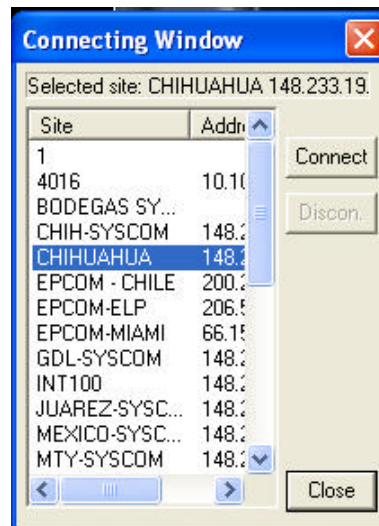 Connecting Window
Selected site: CHIHUAHUA 148.233.19.
Site Addr
1
4016 10.10
BODEGAS SY...
CHIH-SYSCOM 148.2
CHIHUAHUA 148.2
EPCOM - CHILE 200.2
EPCOM-ELP 206.5
EPCOM-MIAMI 66.15
GDL-SYSCOM 148.2
INT100 148.2
JUAREZ-SYSC... 148.2
MEXICO-SYSC... 148.2
MTY-SYSCOM 148.2
Connect
Discon.
Close